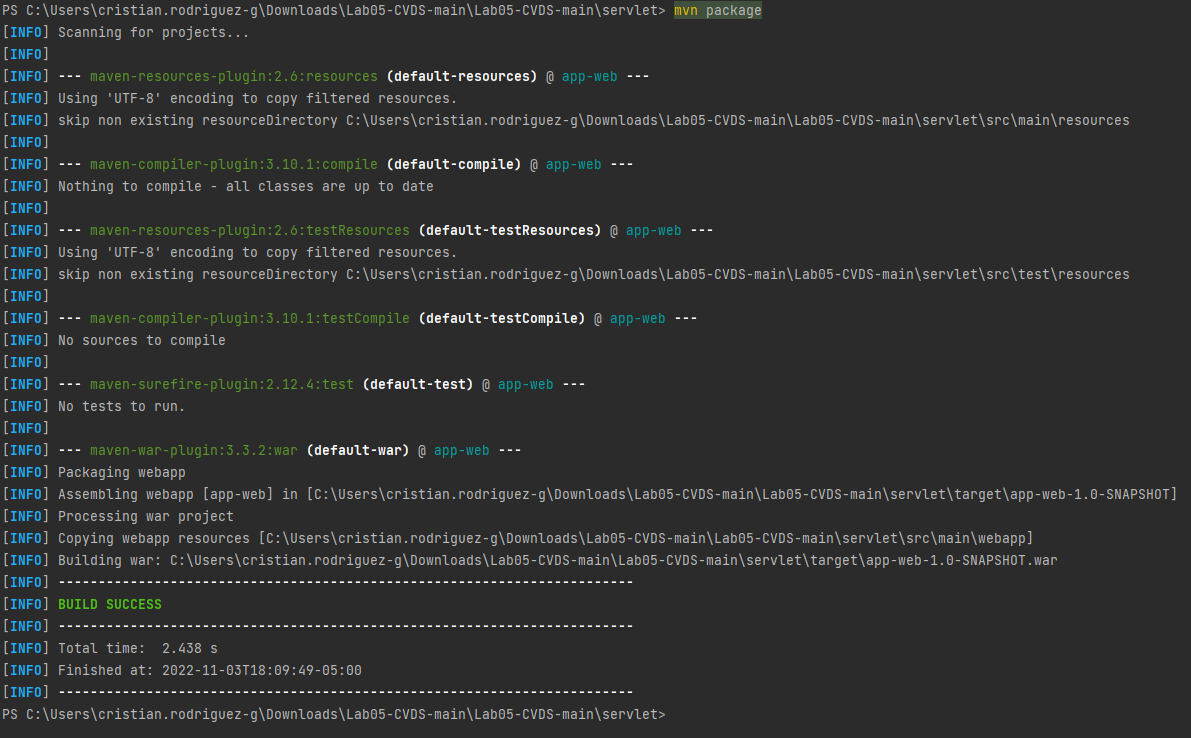 PS C:\Users\cristian.rodriguez-g\Downloads\Lab05-CVDS-main\Lab05-CVDS-main\servlet> mvn package
[INFO] Scanning for projects...
[INFO]
[INFO] --- maven-resources-plugin:2.6:resources (default-resources) @ app-web ---
[INFO] Using 'UTF-8' encoding to copy filtered resources.
[INFO] skip non existing resourceDirectory C:\Users\cristian.rodriguez-g\Downloads\Lab05-CVDS-main\Lab05-CVDS-main\servlet\src\main\resources
[INFO]
[INFO] --- maven-compiler-plugin:3.10.1:compile (default-compile) @ app-web ---
[INFO] Nothing to compile - all classes are up to date
[INFO]
[INFO] --- maven-resources-plugin:2.6:testResources (default-testResources) @ app-web ---
[INFO] Using 'UTF-8' encoding to copy filtered resources.
[INFO] skip non existing resourceDirectory C:\Users\cristian.rodriguez-g\Downloads\Lab05-CVDS-main\Lab05-CVDS-main\servlet\src\test\resources
[INFO]
[INFO] --- maven-compiler-plugin:3.10.1:testCompile (default-testCompile) @ app-web ---
[INFO] No sources to compile
[INFO]
[INFO] --- maven-surefire-plugin:2.12.4:test (default-test) @ app-web ---
[INFO] No tests to run.
[INFO]
[INFO] --- maven-war-plugin:3.3.2:war (default-war) @ app-web ---
[INFO] Packaging webapp
[INFO] Assembling webapp [app-web] in [C:\Users\cristian.rodriguez-g\Downloads\Lab05-CVDS-main\Lab05-CVDS-main\servlet\target\app-web-1.0-SNAPSHOT]
[INFO] Processing war project
[INFO] Copying webapp resources [C:\Users\cristian.rodriguez-g\Downloads\Lab05-CVDS-main\Lab05-CVDS-main\servlet\src\main\webapp]
[INFO] Building war: C:\Users\cristian.rodriguez-g\Downloads\Lab05-CVDS-main\Lab05-CVDS-main\servlet\target\app-web-1.0-SNAPSHOT.war
[INFO] ------------------------------------------------------------------------
[INFO] BUILD SUCCESS
[INFO] ------------------------------------------------------------------------
[INFO] Total time:  2.438 s
[INFO] Finished at: 2022-11-03T18:09:49-05:00
[INFO] ------------------------------------------------------------------------
PS C:\Users\cristian.rodriguez-g\Downloads\Lab05-CVDS-main\Lab05-CVDS-main\servlet>